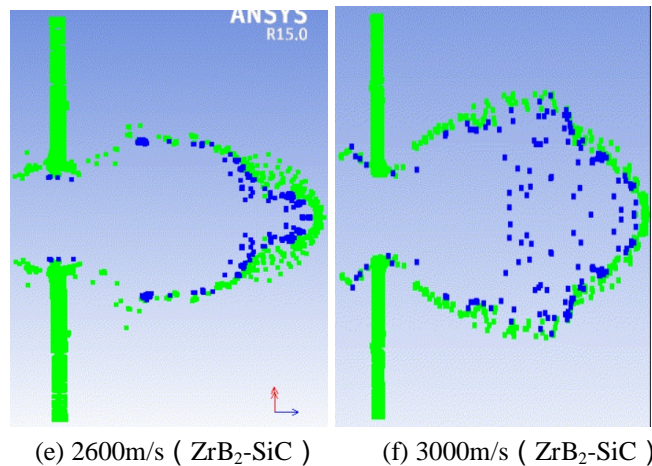 ANSYS
R15.0
(e) 2600m/s ( ZrB₂-SiC )
(f) 3000m/s ( ZrB₂-SiC )